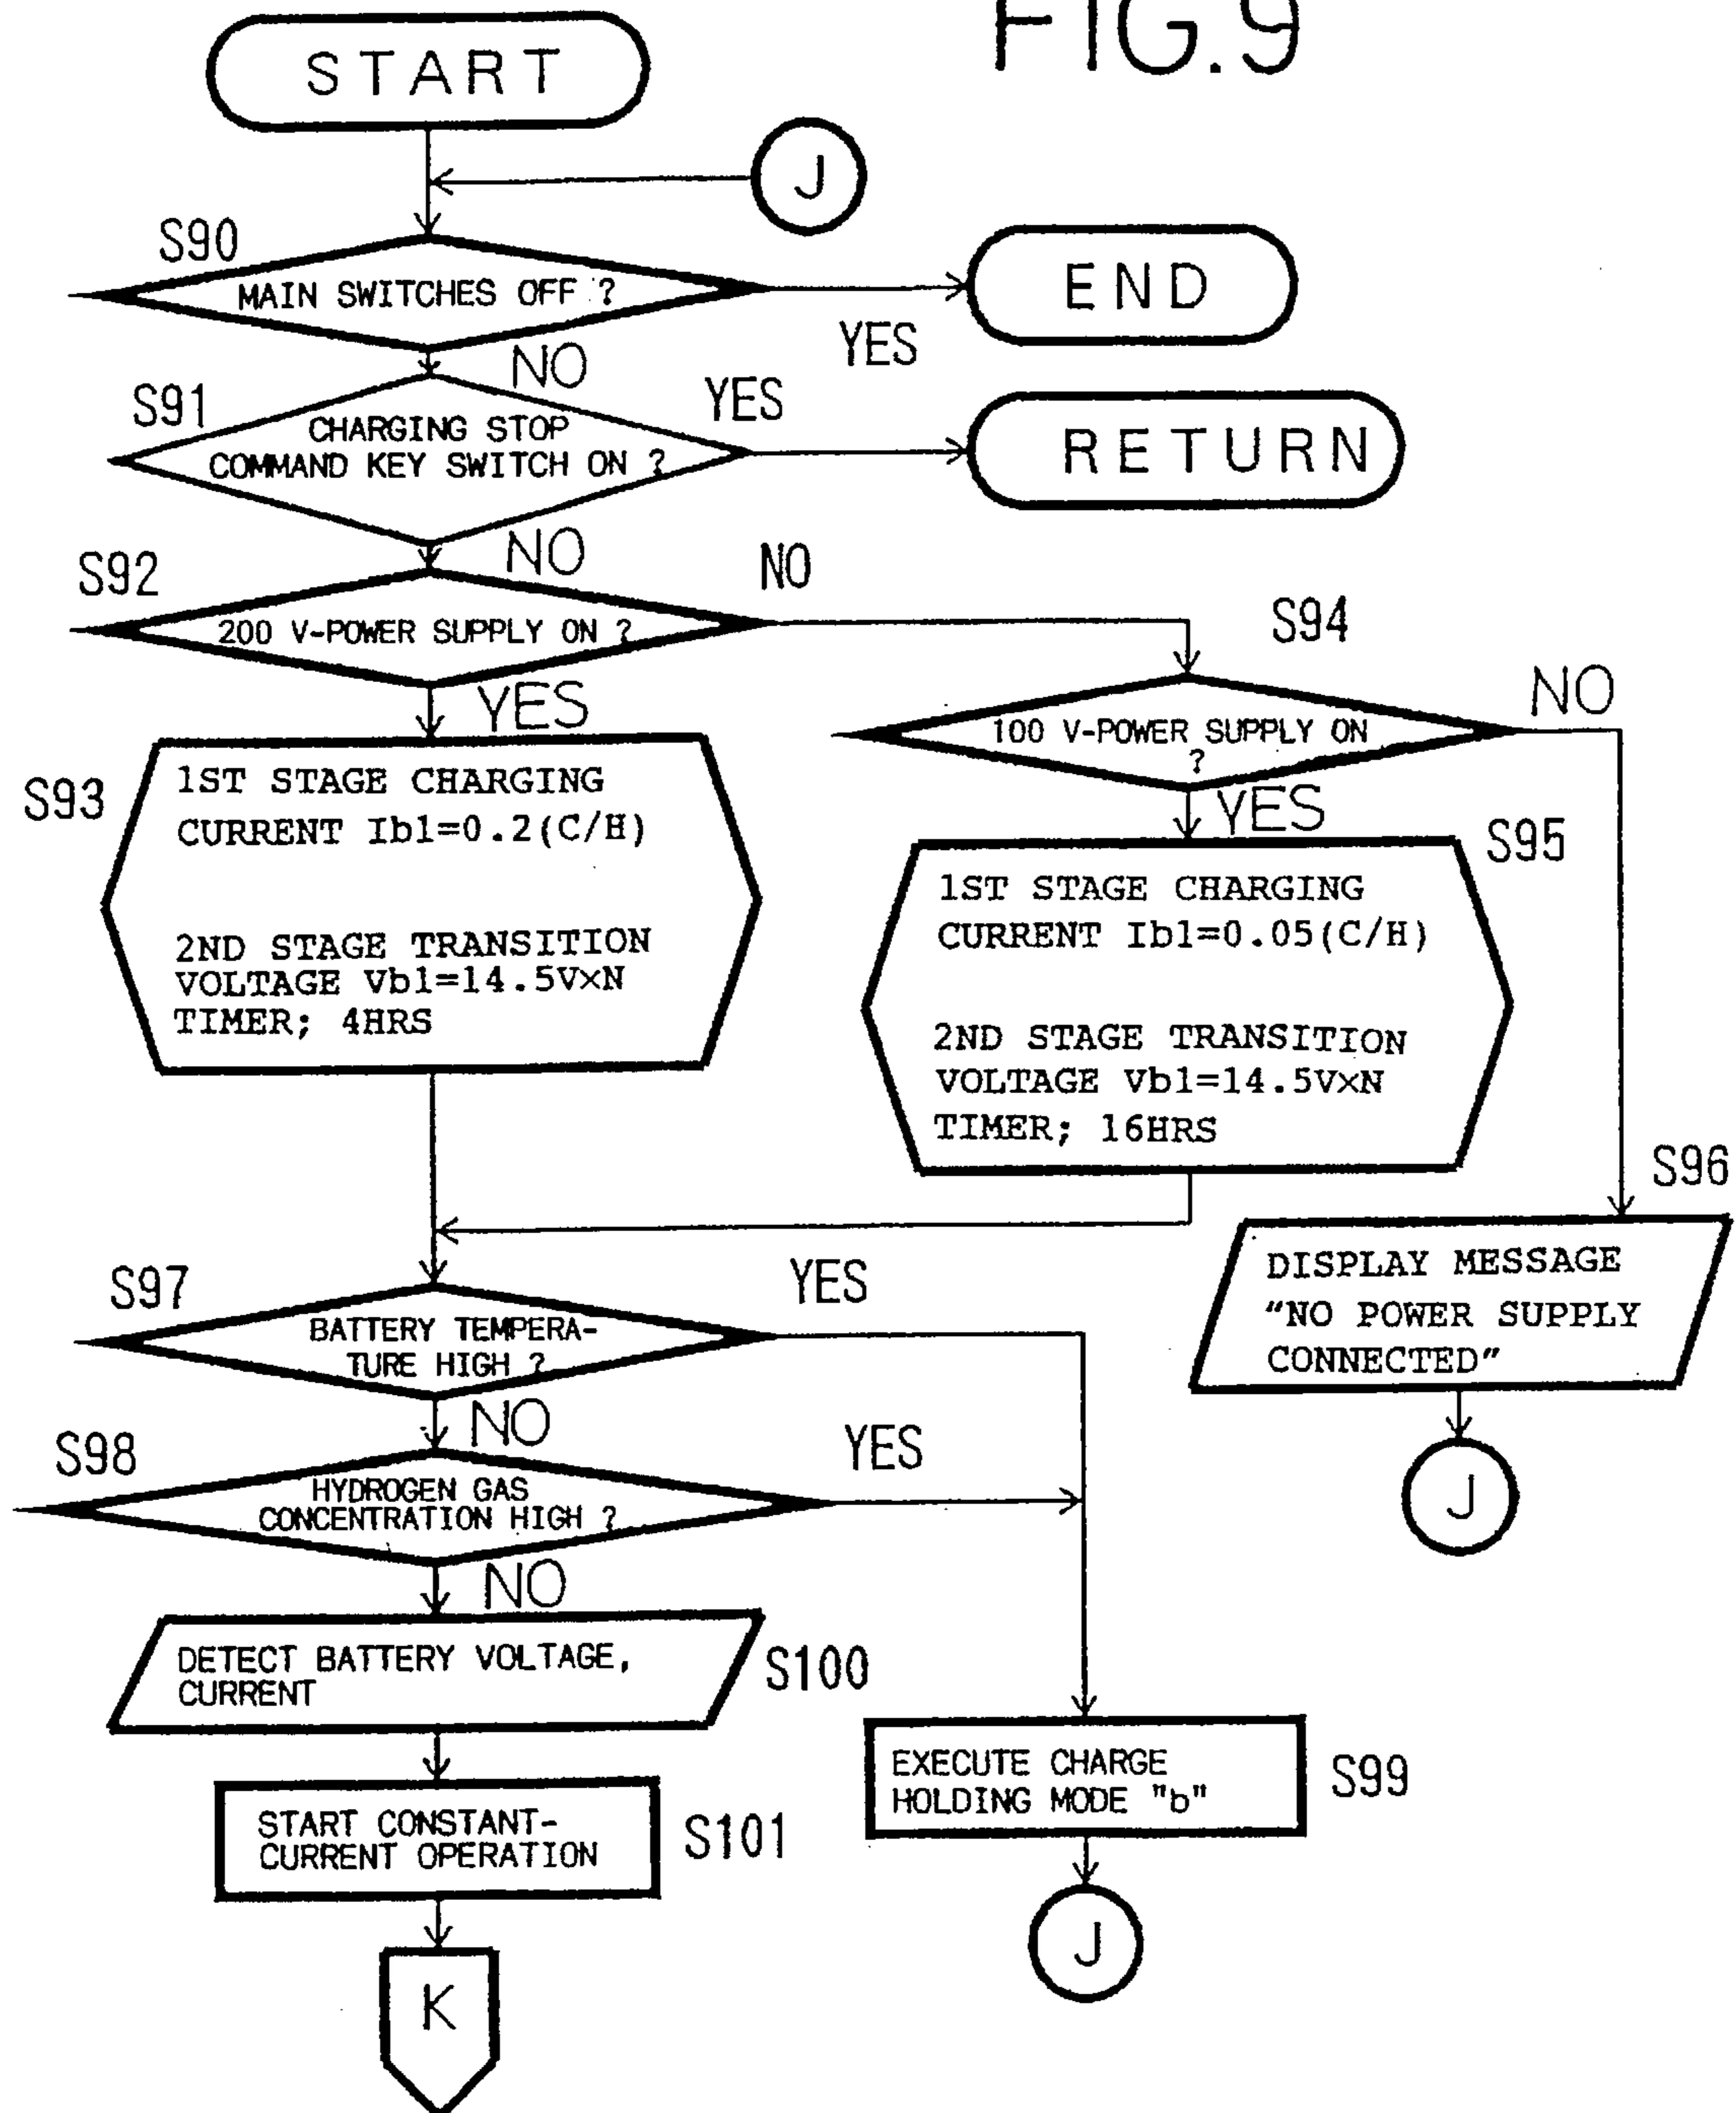 FIG.9
START
J
S90
MAIN SWITCHES OFF ?
END
YES
NO
S91
CHARGING STOP
COMMAND KEY SWITCH ON ?
YES
RETURN
NO
S92
200 V-POWER SUPPLY ON ?
NO
YES
S94
100 V-POWER SUPPLY ON
?
NO
YES
S93
1ST STAGE CHARGING
CURRENT Ib1=0.2(C/H)
2ND STAGE TRANSITION
VOLTAGE Vb1=14.5V×N
TIMER; 4HRS
S95
1ST STAGE CHARGING
CURRENT Ib1=0.05(C/H)
2ND STAGE TRANSITION
VOLTAGE Vb1=14.5V×N
TIMER; 16HRS
S96
DISPLAY MESSAGE
"NO POWER SUPPLY
CONNECTED"
J
S97
BATTERY TEMPERA-
TURE HIGH ?
YES
NO
S98
HYDROGEN GAS
CONCENTRATION HIGH ?
YES
NO
DETECT BATTERY VOLTAGE,
CURRENT
S100
EXECUTE CHARGE
HOLDING MODE "b"
S99
J
START CONSTANT-
CURRENT OPERATION
S101
K